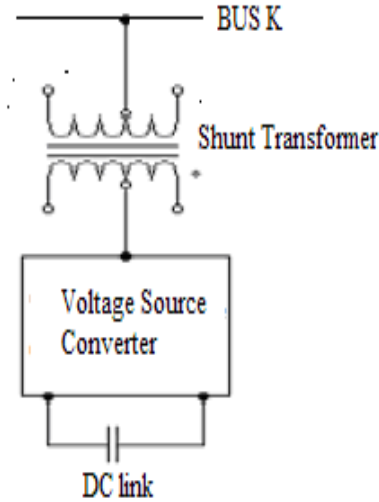 BUS K
Shunt Transformer
Voltage Source
Converter
DC link